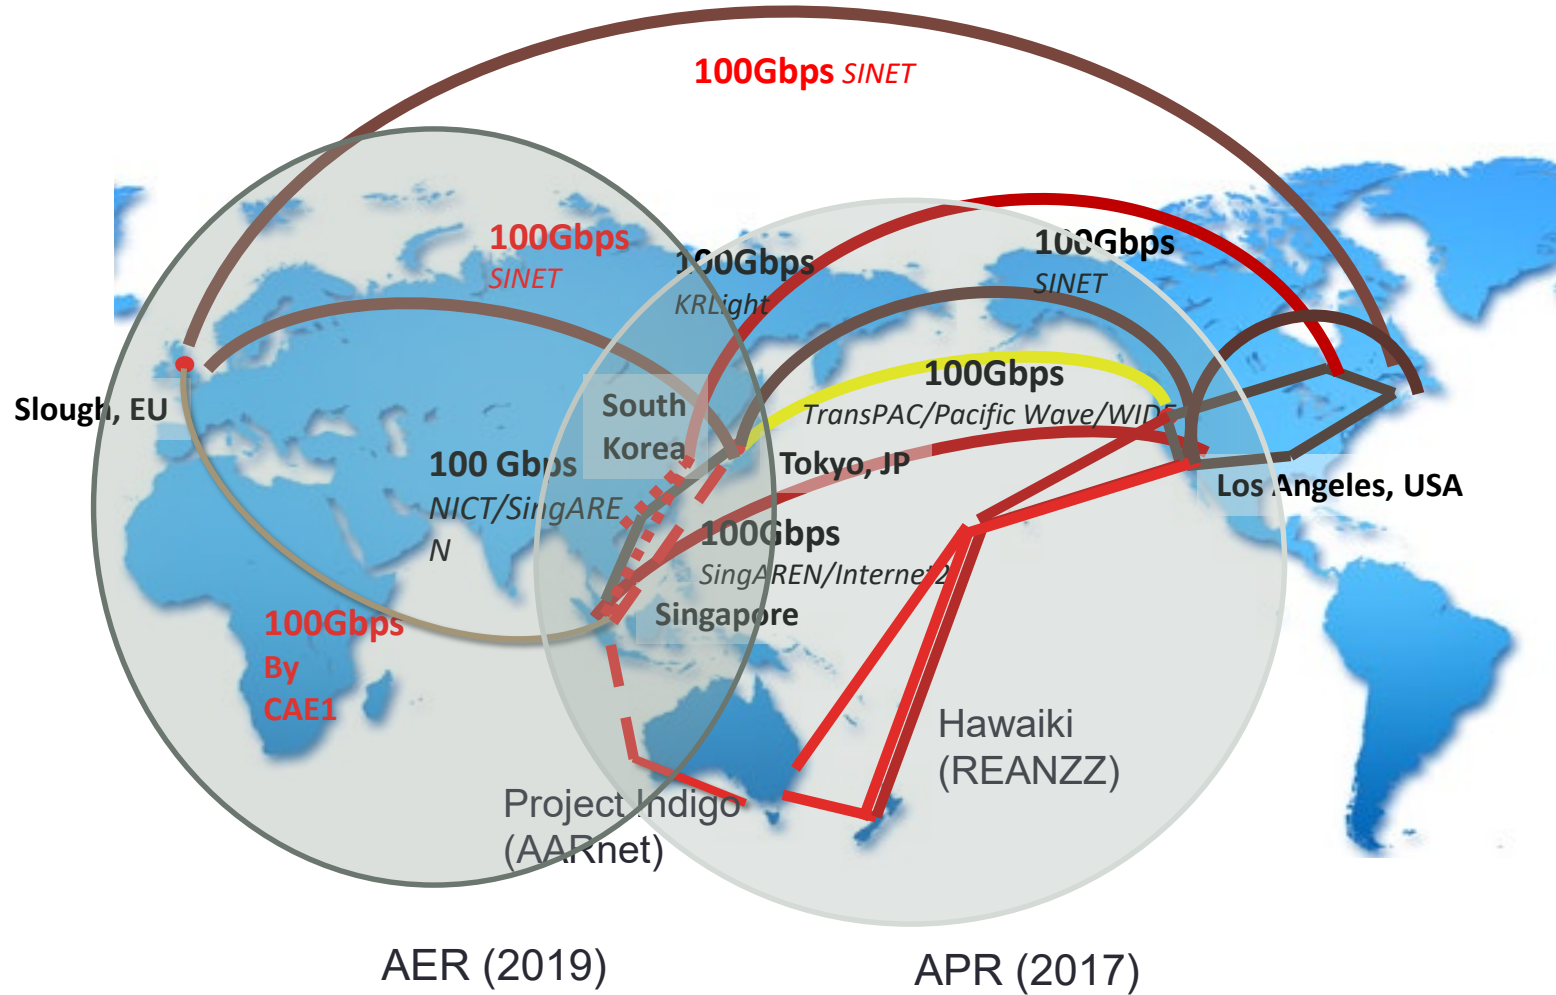 100Gbps SINET
100Gbps
SINET
100Gbps
KRLight
100Gbps
SINET
100Gbps
TransPAC/Pacific Wave/WIDE
Slough, EU
South
Korea
Tokyo, JP
Los Angeles, USA
100 Gbps
NICT/SingARE
N
100Gbps
SingAREN/Internet2
Singapore
100Gbps
By
CAE1
Hawaiki
(REANZZ)
Project Indigo
(AARnet)
AER (2019)
APR (2017)